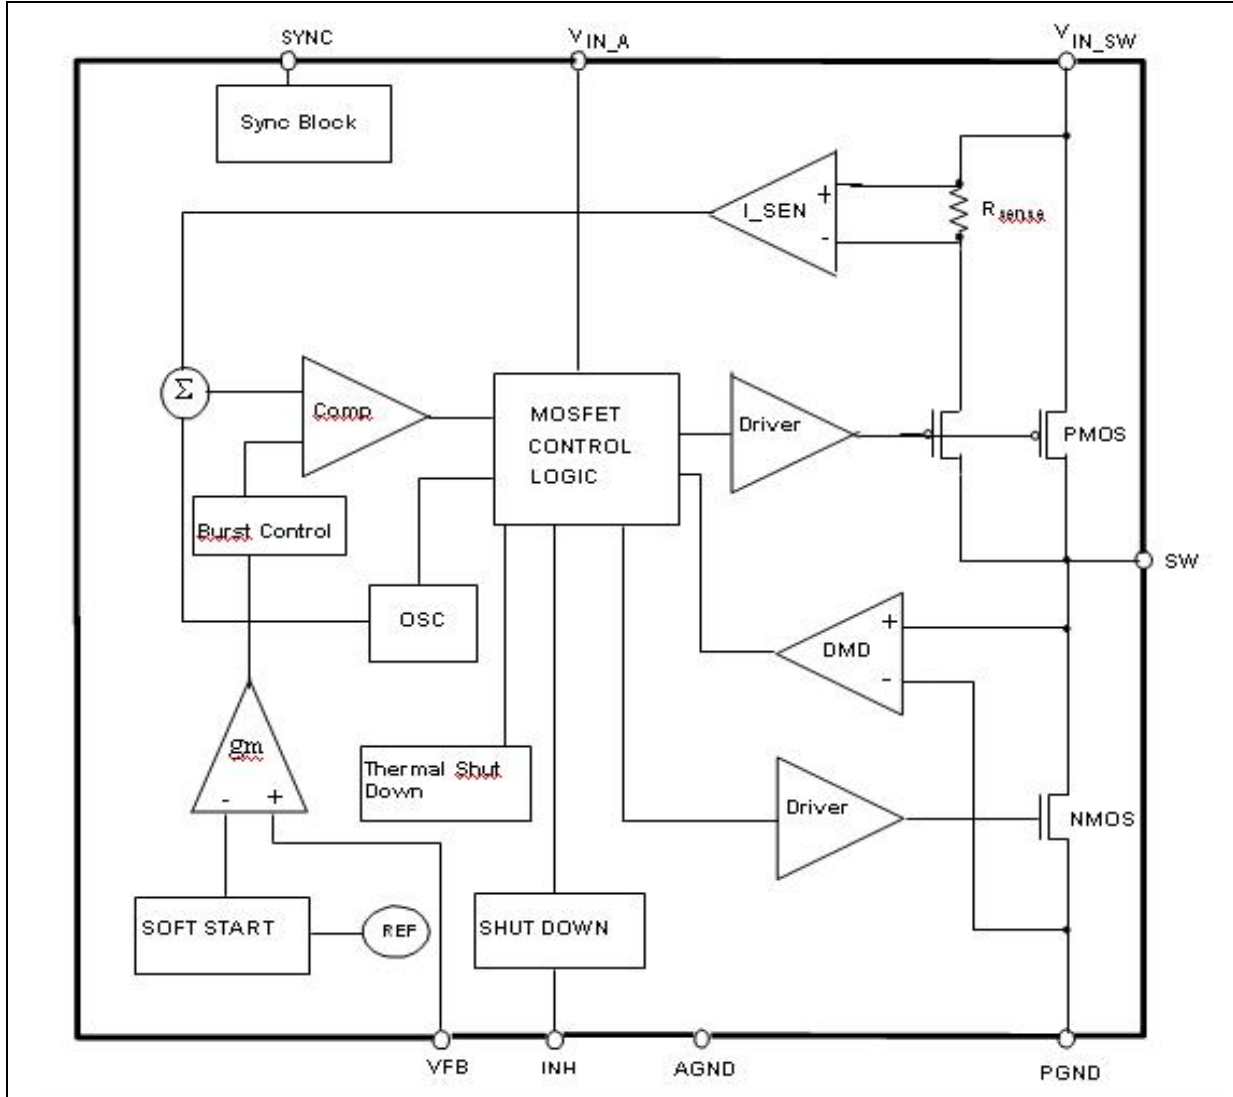 SYNC
VIN_A
VIN_SW
Sync Block
+
I_SEN
-
Rsense
Σ
Comp
MOSFET
CONTROL
LOGIC
Driver
PMOS
Burst Control
SW
OSC
+
DMD
-
gm
- +
Thermal Shut
Down
Driver
NMOS
SOFT START
REF
SHUT DOWN
VFB
INH
AGND
PGND